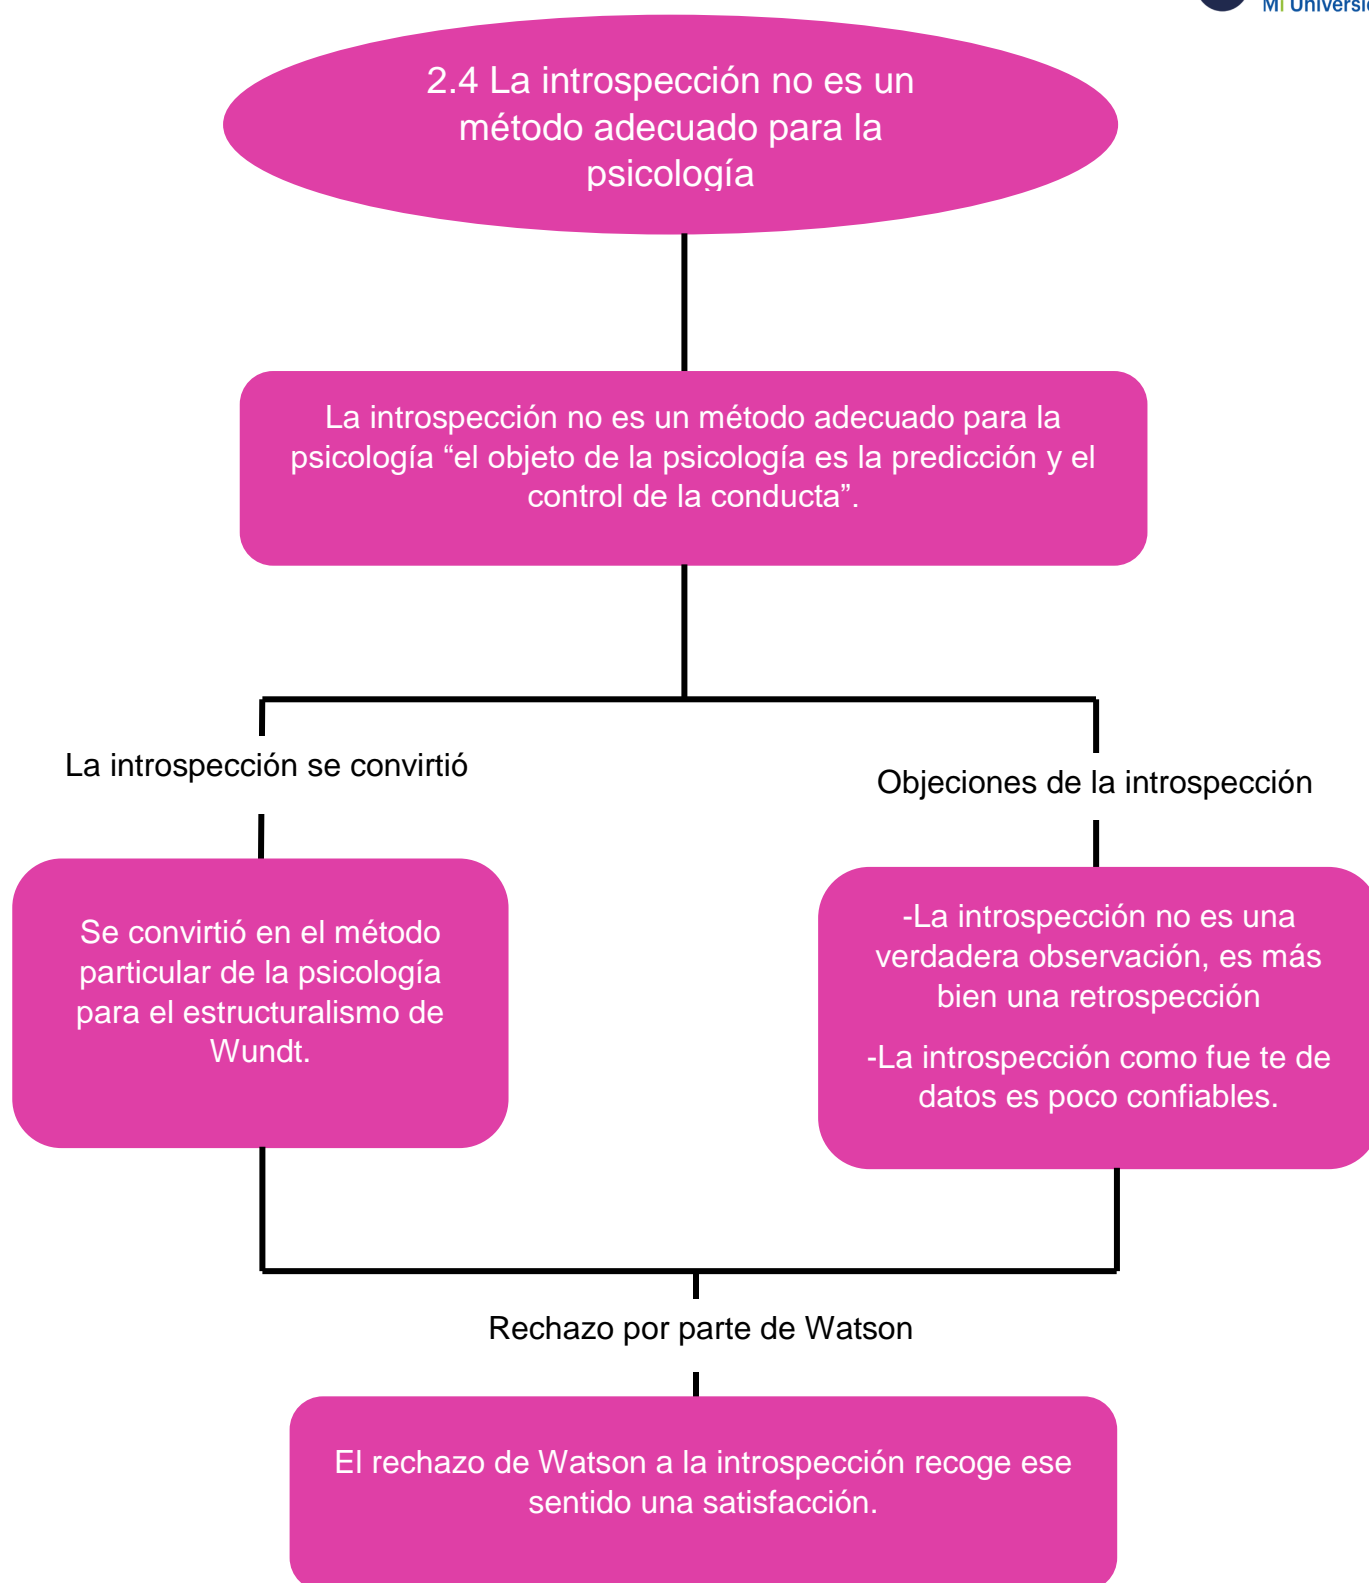 Mi Universi
2.4 La introspección no es un
método adecuado para la
psicología
La introspección no es un método adecuado para la
psicología “el objeto de la psicología es la predicción y el
control de la conducta”.
La introspección se convirtió
Objeciones de la introspección
Se convirtió en el método
particular de la psicología
para el estructuralismo de
Wundt.
-La introspección no es una
verdadera observación, es más
bien una retrospección
-La introspección como fue te de
datos es poco confiables.
Rechazo por parte de Watson
El rechazo de Watson a la introspección recoge ese
sentido una satisfacción.